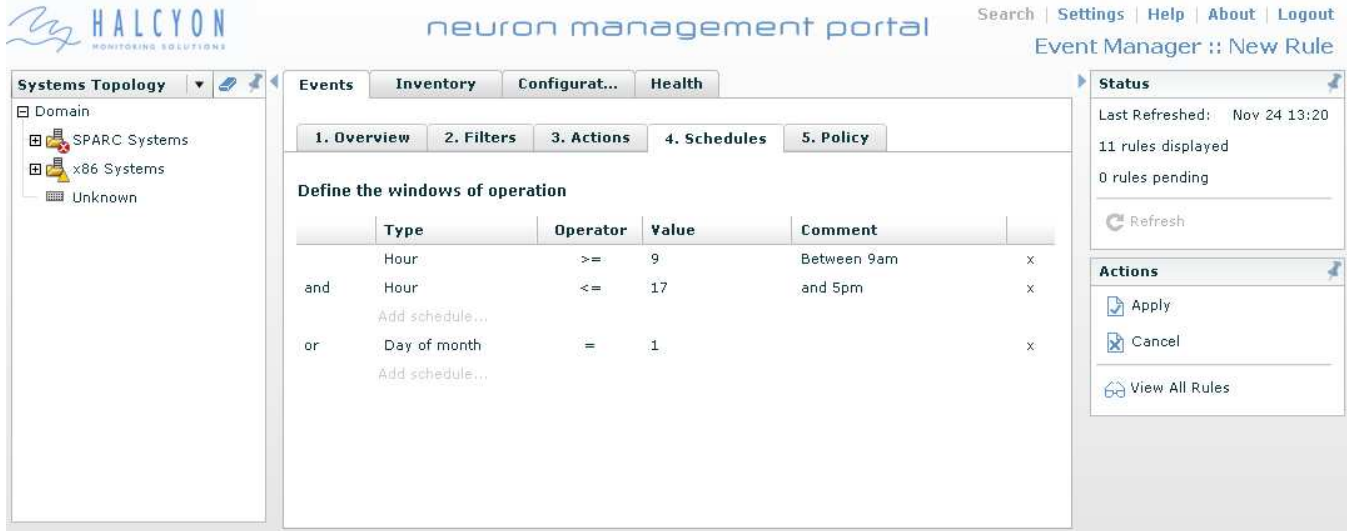 HALCYON
MONITORING SOLUTIONS
neuron management portal
Search | Settings | Help | About | Logout
Event Manager :: New Rule
Systems Topology
Domain
SPARC Systems
x86 Systems
Unknown
Events Inventory Configurat... Health
1. Overview 2. Filters 3. Actions 4. Schedules 5. Policy
Define the windows of operation
Type Operator Value Comment
Hour >= 9 Between 9am x
and Hour <= 17 and 5pm x
Add schedule...
or Day of month = 1 x
Add schedule...
Status
Last Refreshed: Nov 24 13:20
11 rules displayed
0 rules pending
Refresh
Actions
Apply
Cancel
View All Rules